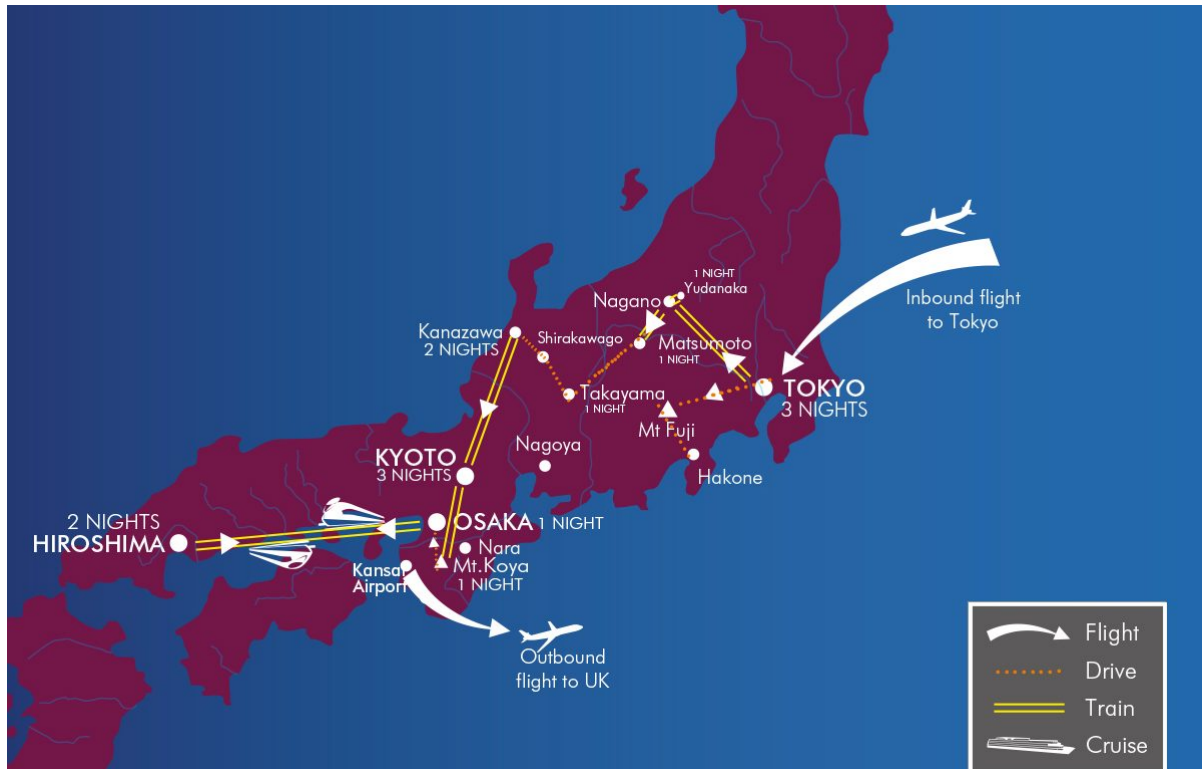 1 NIGHT
Yudanaka
Nagano
Inbound flight
to Tokyo
Kanazawa
2 NIGHTS
Shirakawago
Matsumoto
1 NIGHT
Takayama
1 NIGHT
TOKYO
3 NIGHTS
Mt Fuji
Nagoya
Hakone
KYOTO
3 NIGHTS
2 NIGHTS
HIROSHIMA
OSAKA 1 NIGHT
Nara
Mt.Koya
1 NIGHT
Kansai
Airport
Outbound
flight to UK
Flight
Drive
Train
Cruise